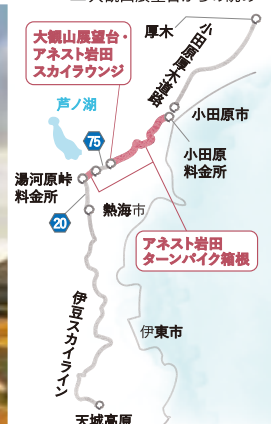 厚木
小田原厚木道路
大観山展望台・
アネスト岩田
スカイラウンジ
芦ノ湖
小田原市
75
小田原
料金所
湯河原峠
料金所
20
熱海市
アネスト岩田
ターンパイク箱根
伊東市
伊豆スカイライン
天城高原